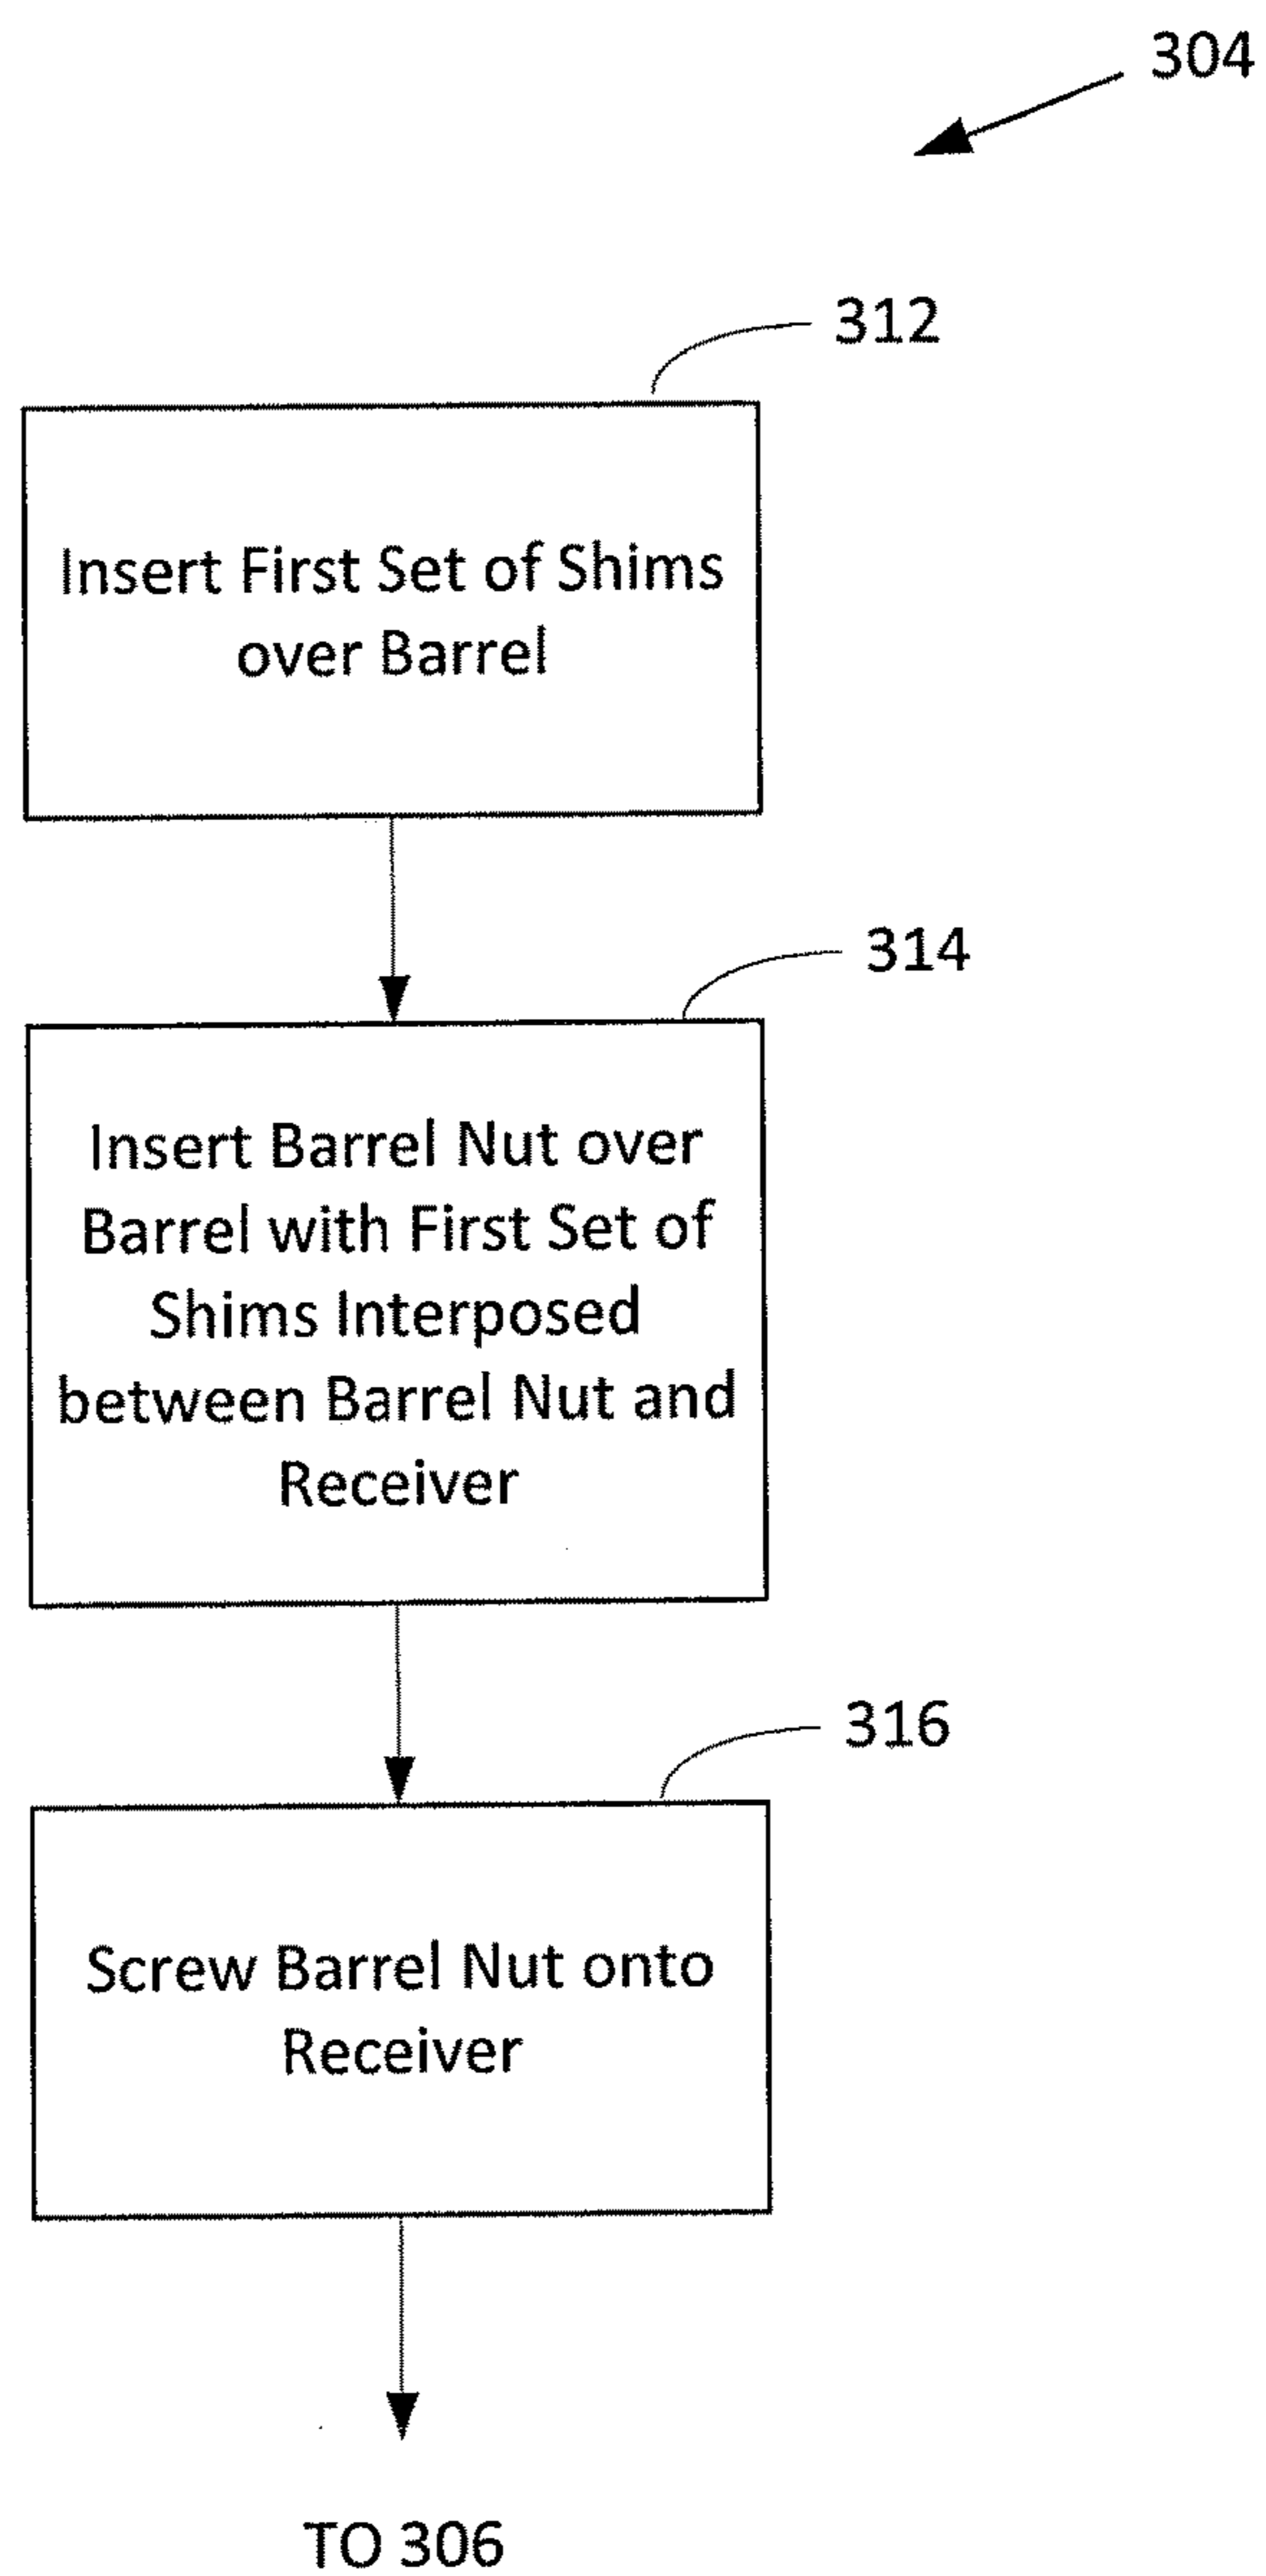 304
312
Insert First Set of Shims
over Barrel
314
Insert Barrel Nut over
Barrel with First Set of
Shims Interposed
between Barrel Nut and
Receiver
316
Screw Barrel Nut onto
Receiver
TO 306